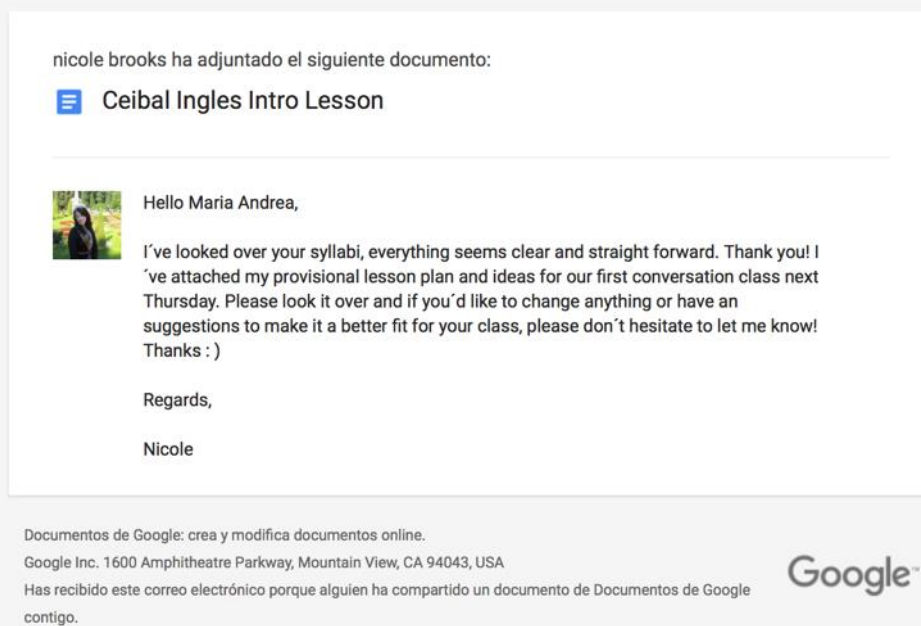 nicole brooks ha adjuntado el siguiente documento:
Ceibal Ingles Intro Lesson
Hello Maria Andrea,
I´ve looked over your syllabi, everything seems clear and straight forward. Thank you! I
´ve attached my provisional lesson plan and ideas for our first conversation class next
Thursday. Please look it over and if you´d like to change anything or have an
suggestions to make it a better fit for your class, please don´t hesitate to let me know!
Thanks : )
Regards,
Nicole
Documentos de Google: crea y modifica documentos online.
Google Inc. 1600 Amphitheatre Parkway, Mountain View, CA 94043, USA
Has recibido este correo electrónico porque alguien ha compartido un documento de Documentos de Google
contigo.
Google™